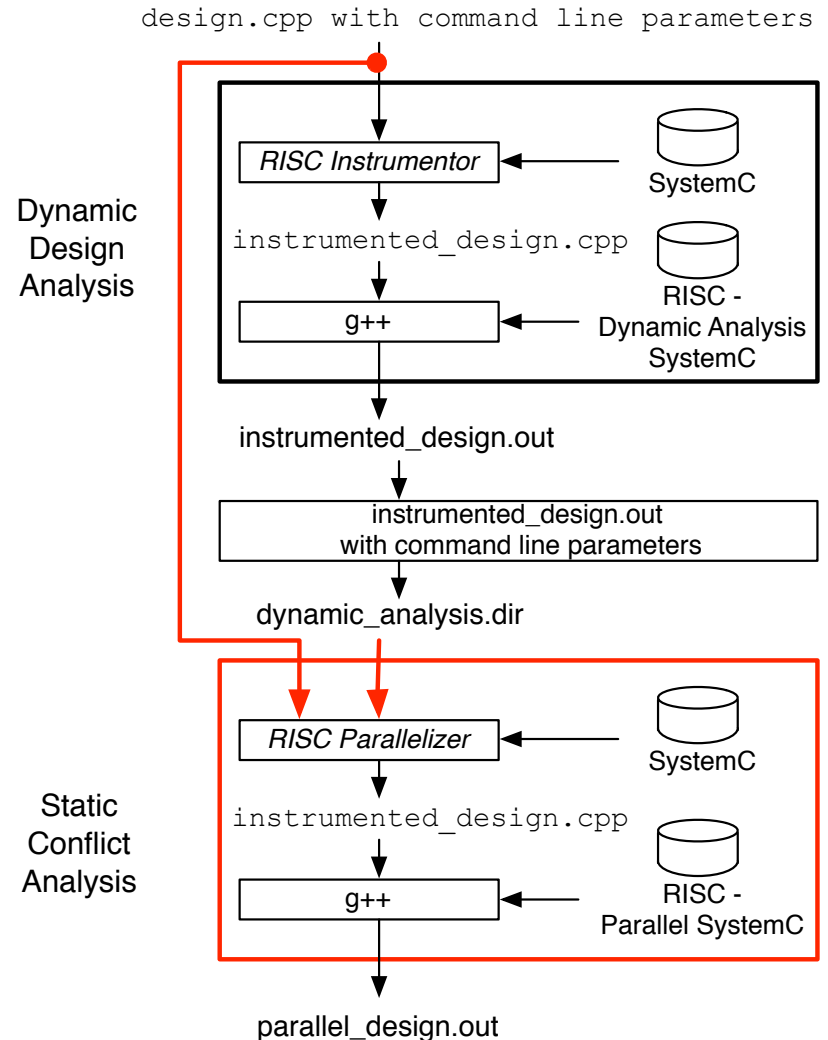 design.cpp with command line parameters
RISC Instrumentor
SystemC
Dynamic
Design
Analysis
instrumented_design.cpp
g++
RISC -
Dynamic Analysis
SystemC
instrumented_design.out
instrumented_design.out
with command line parameters
dynamic_analysis.dir
RISC Parallelizer
SystemC
Static
Conflict
Analysis
instrumented_design.cpp
g++
RISC -
Parallel SystemC
parallel_design.out